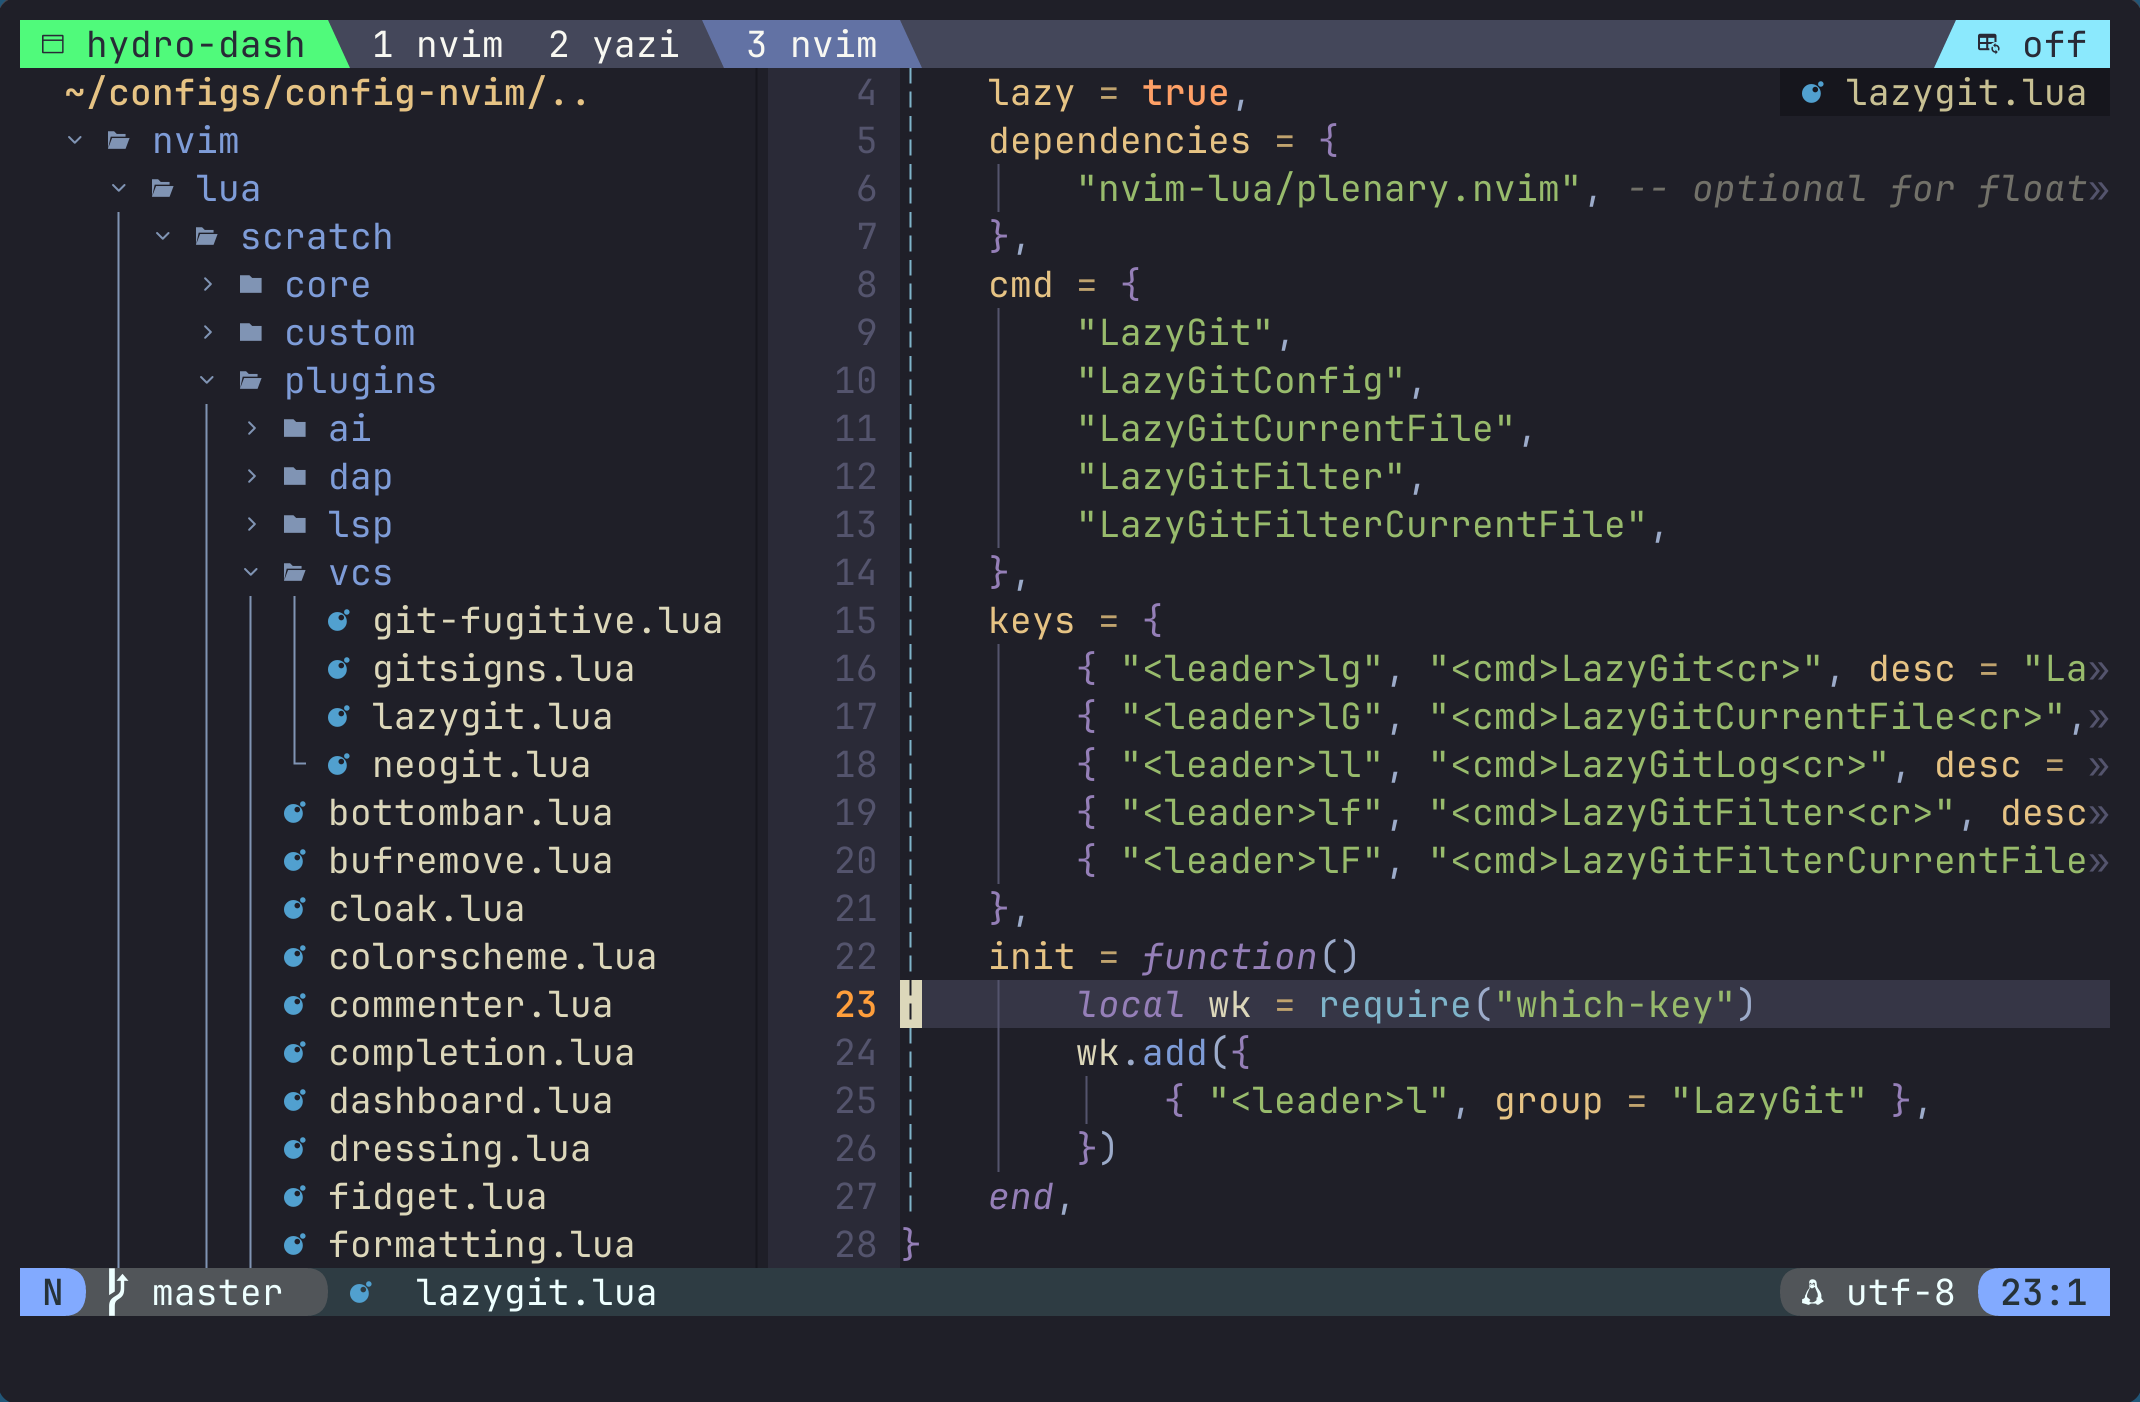 hydro-dash 1 nvim 2 yazi 3 nvim off
~/configs/config-nvim/..
nvim
lua
scratch
core
custom
plugins
ai
dap
lsp
vcs
git-fugitive.lua
gitsigns.lua
lazygit.lua
neogit.lua
bottombar.lua
bufremove.lua
cloak.lua
colorscheme.lua
commenter.lua
completion.lua
dashboard.lua
dressing.lua
fidget.lua
formatting.lua
lazygit.lua
4 lazy = true,
5 dependencies = {
6 "nvim-lua/plenary.nvim", -- optional for float»
7 },
8 cmd = {
9 "LazyGit",
10 "LazyGitConfig",
11 "LazyGitCurrentFile",
12 "LazyGitFilter",
13 "LazyGitFilterCurrentFile",
14 },
15 keys = {
16 { "<leader>lg", "<cmd>LazyGit<cr>", desc = "La»
17 { "<leader>lG", "<cmd>LazyGitCurrentFile<cr>",»
18 { "<leader>ll", "<cmd>LazyGitLog<cr>", desc = »
19 { "<leader>lf", "<cmd>LazyGitFilter<cr>", desc»
20 { "<leader>lF", "<cmd>LazyGitFilterCurrentFile»
21 },
22 init = function()
23 local wk = require("which-key")
24 wk.add({
25 { "<leader>l", group = "LazyGit" },
26 })
27 end,
28 }
N master lazygit.lua utf-8 23:1